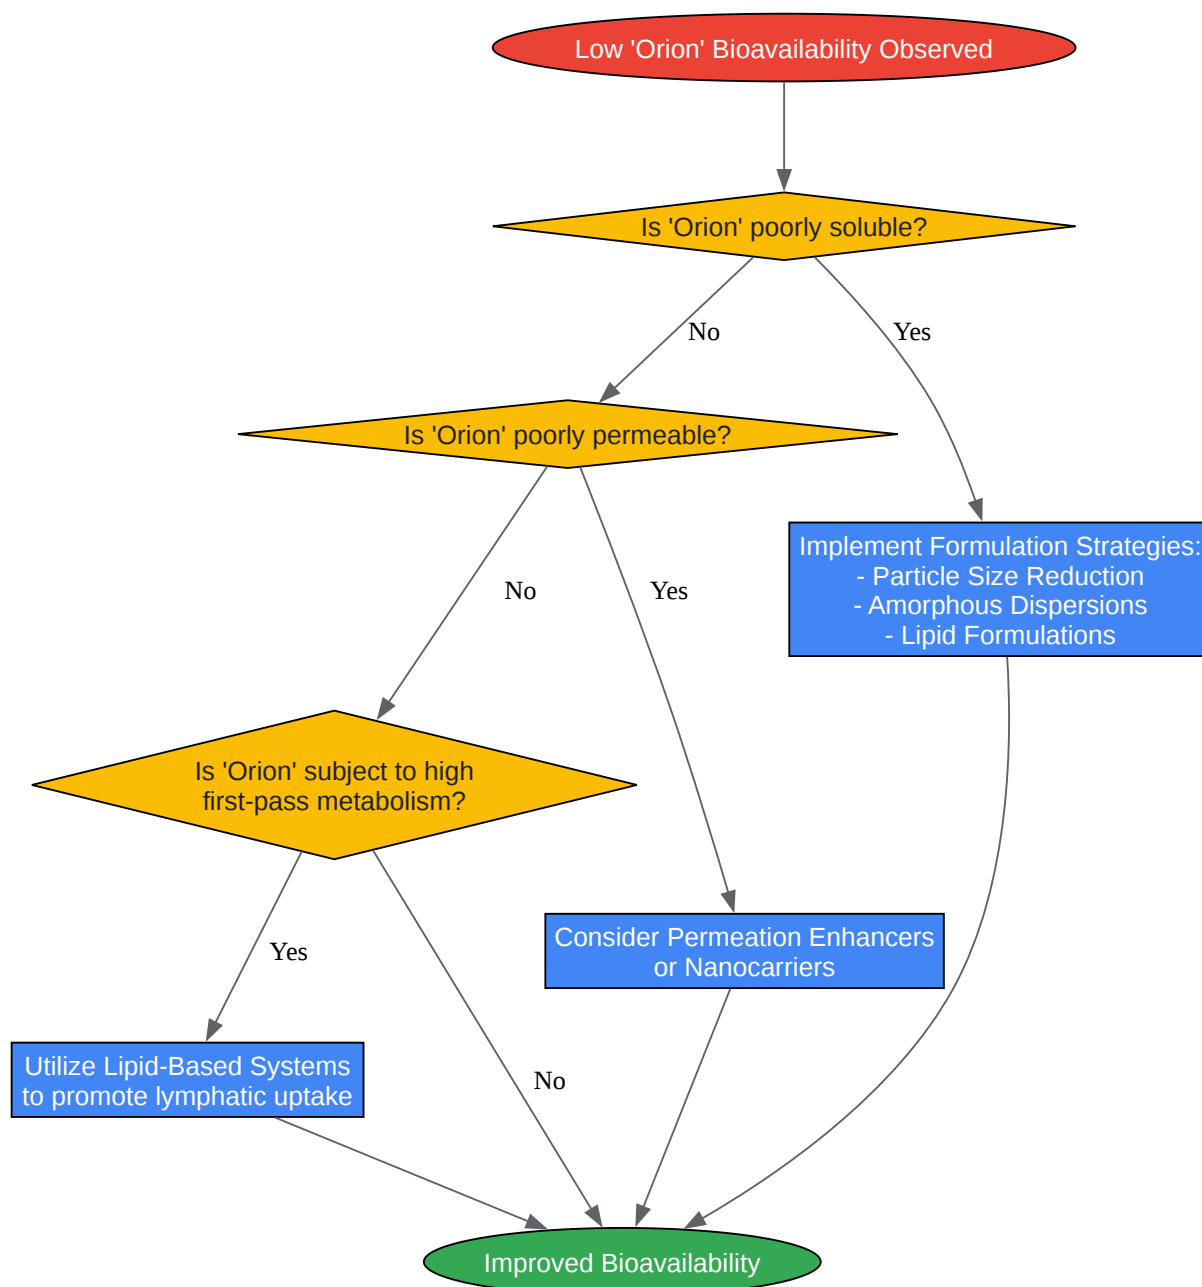 Low 'Orion' Bioavailability Observed
Is 'Orion' poorly soluble?
No
Yes
Is 'Orion' poorly permeable?
Implement Formulation Strategies:
- Particle Size Reduction
- Amorphous Dispersions
- Lipid Formulations
No
Yes
Is 'Orion' subject to high
first-pass metabolism?
Consider Permeation Enhancers
or Nanocarriers
Yes
No
Utilize Lipid-Based Systems
to promote lymphatic uptake
Improved Bioavailability